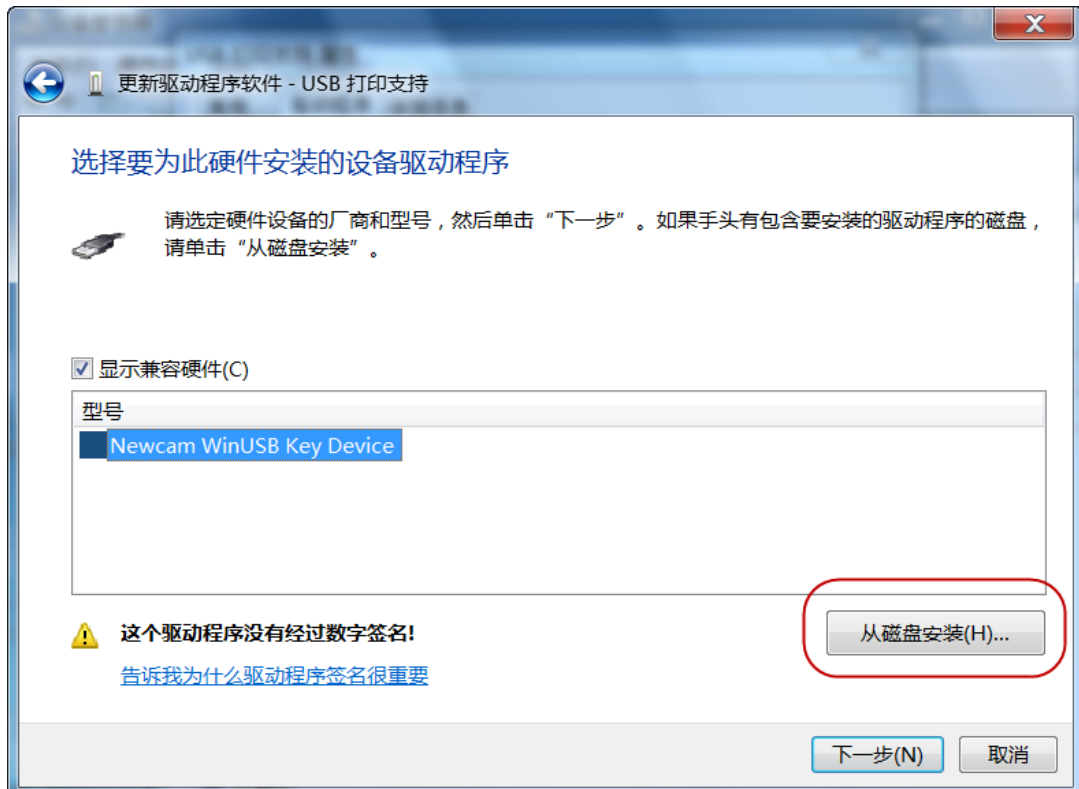 更新驱动程序软件 - USB 打印支持
选择要为此硬件安装的设备驱动程序
请选定硬件设备的厂商和型号，然后单击“下一步”。如果手头有包含要安装的驱动程序的磁盘，
请单击“从磁盘安装”。
显示兼容硬件(C)
型号
Newcam WinUSB Key Device
这个驱动程序没有经过数字签名!
从磁盘安装(H)...
告诉我为什么驱动程序签名很重要
下一步(N)
取消